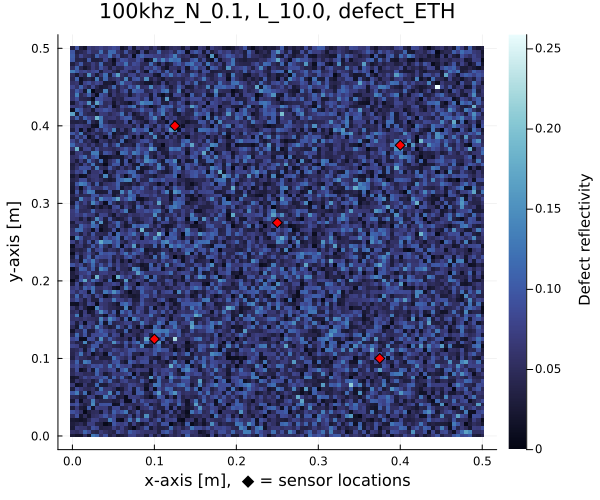 100khz_N_0.1, L_10.0, defect_ETH
0.5
0.4
0.3
0.2
0.1
0.0
y-axis [m]
0.0 0.1 0.2 0.3 0.4 0.5
x-axis [m], ◆ = sensor locations
0.25
0.20
0.15
0.10
0.05
0
Defect reflectivity